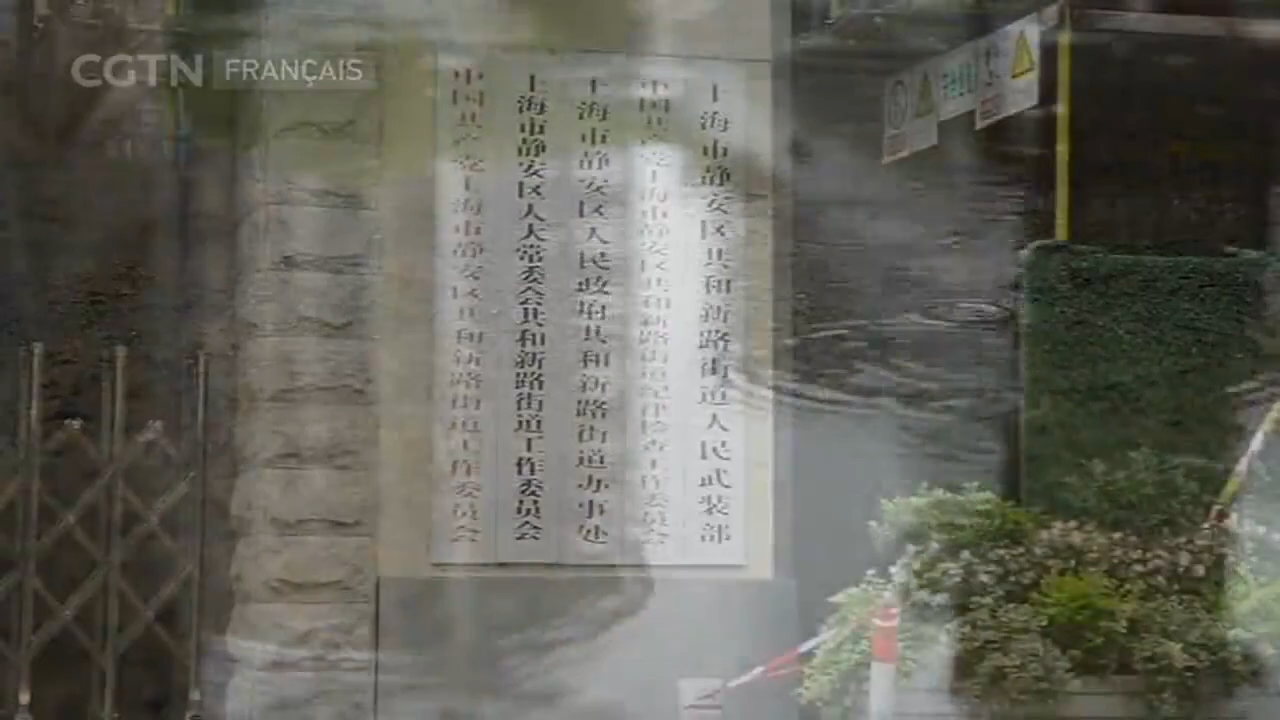 CGTN FRANÇAIS
上海市静安区共和新路街道人民武装部
中国共产党上海市静安区共和新路街道纪律检查工作委员会
上海市静安区人民政府共和新路街道办事处
上海市静安区人大常委会共和新路街道工作委员会
中国共产党上海市静安区共和新路街道工作委员会